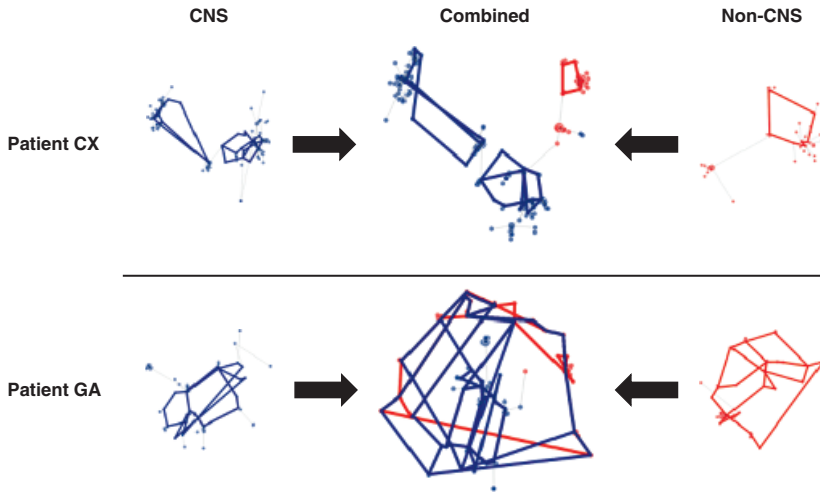 CNS
Combined
Non-CNS
Patient CX
Patient GA